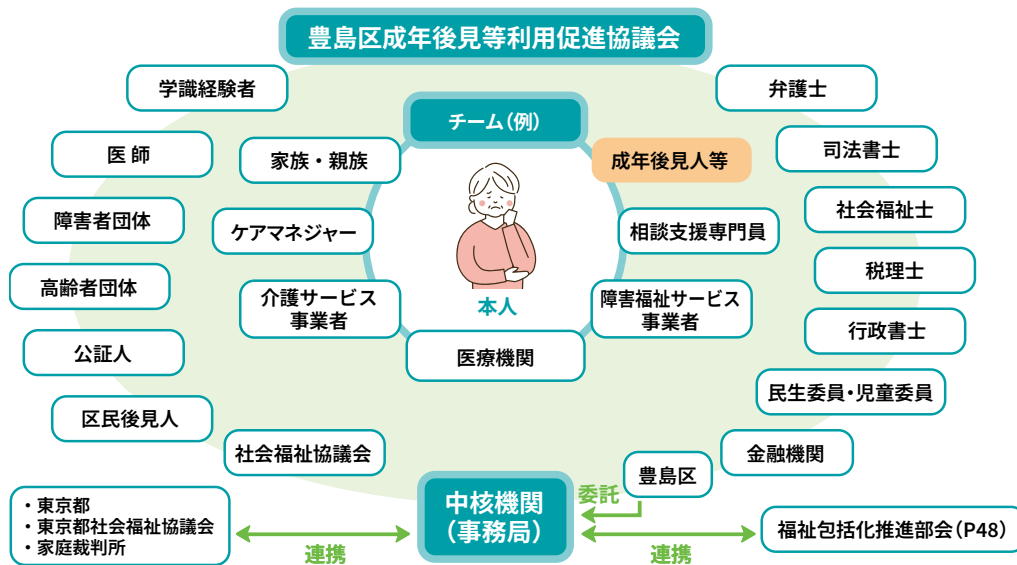 豊島区成年後見等利用促進協議会
学識経験者
医 師
障害者団体
高齢者団体
公証人
区民後見人
社会福祉協議会
チーム（例）
家族・親族
ケアマネジャー
介護サービス
事業者
医療機関
成年後見人等
相談支援専門員
障害福祉サービス
事業者
本人
弁護士
司法書士
社会福祉士
税理士
行政書士
民生委員・児童委員
金融機関
豊島区
委託
中核機関
（事務局）
・東京都
・東京都社会福祉協議会
・家庭裁判所
連携
連携
福祉包括化推進部会（P48）